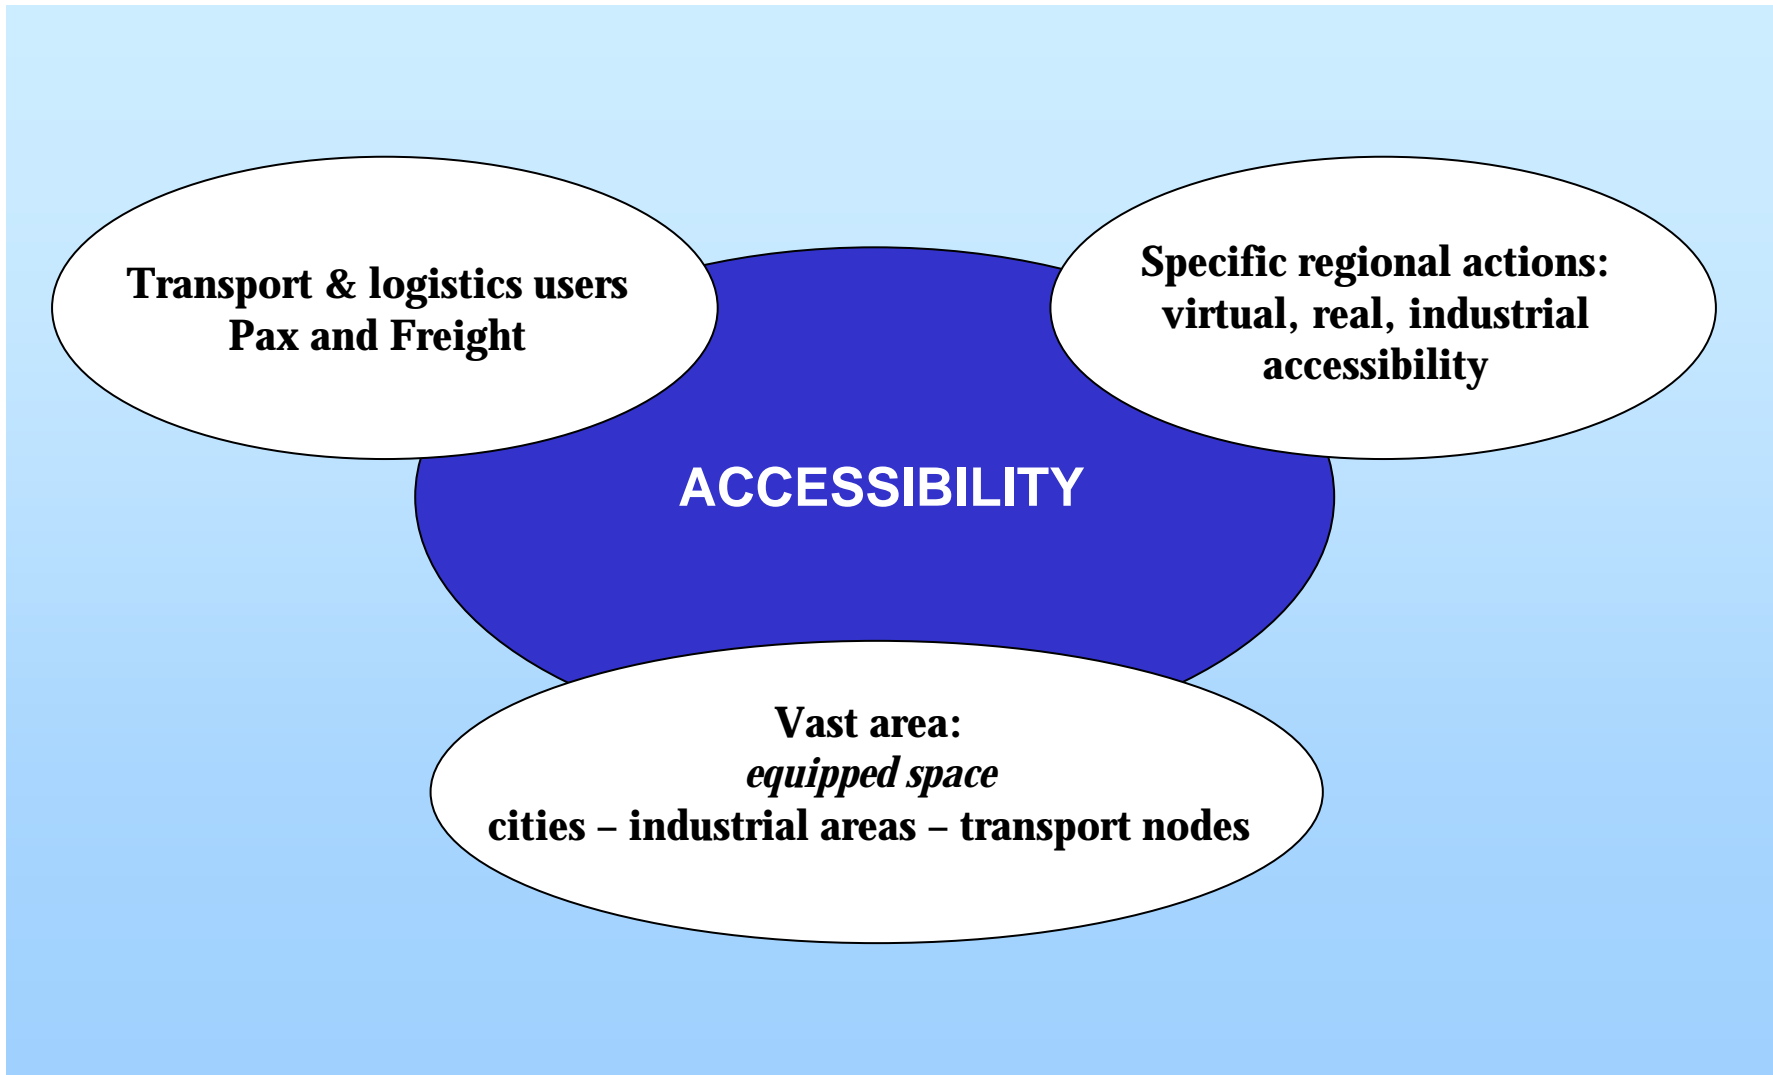 Transport & logistics users
Pax and Freight
Specific regional actions:
virtual, real, industrial
accessibility
ACCESSIBILITY
Vast area:
equipped space
cities – industrial areas – transport nodes